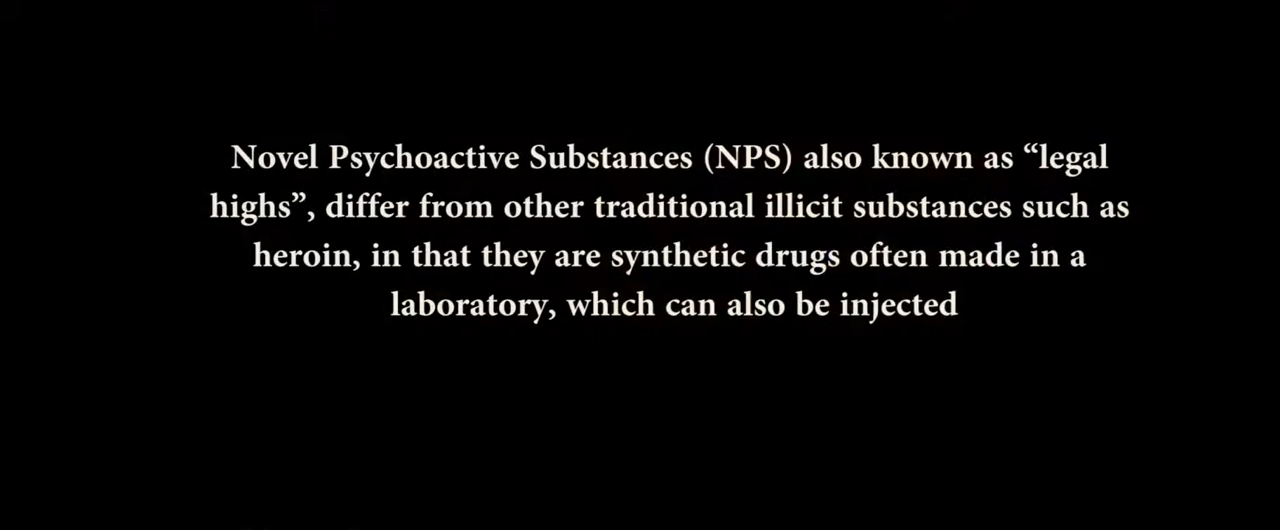 Novel Psychoactive Substances (NPS) also known as “legal
highs”, differ from other traditional illicit substances such as
heroin, in that they are synthetic drugs often made in a
laboratory, which can also be injected